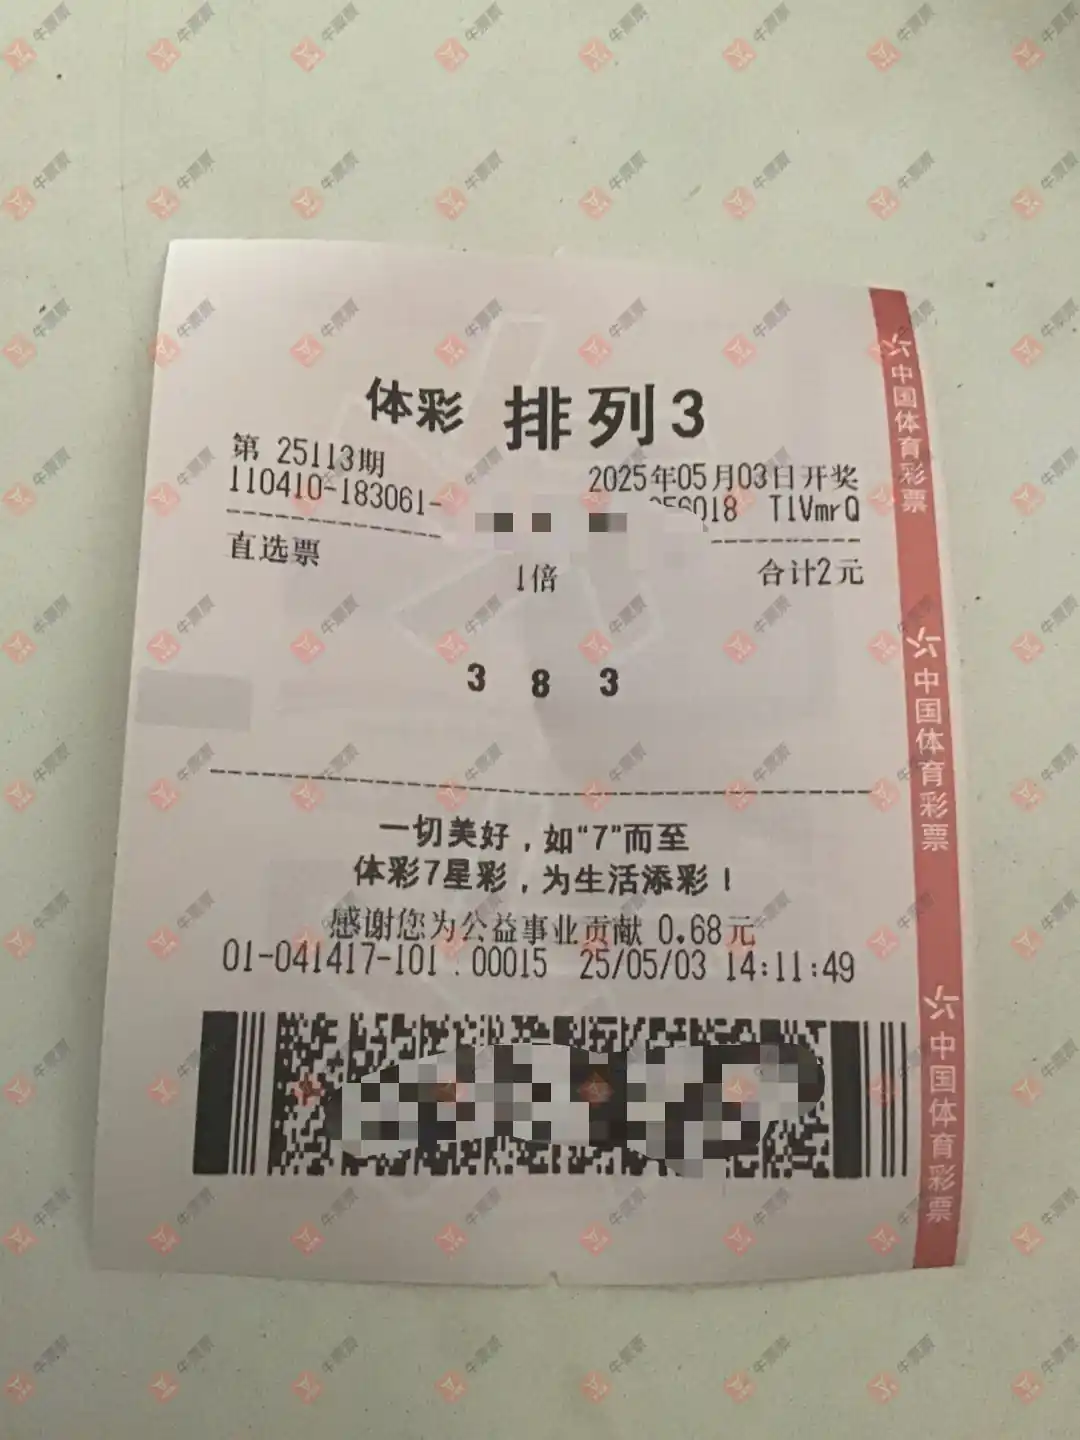 体彩 排列3
第 25113期 2025年05月03日开奖
110410-183061- 056018 T1VmrQ
直选票 1倍 合计2元
3 8 3
一切美好，如“7”而至
体彩7星彩，为生活添彩！
感谢您为公益事业贡献 0.68元
01-041417-101 .00015 25/05/03 14:11:49
中国体育彩票
中国体育彩票
中国体育彩票
牛票票